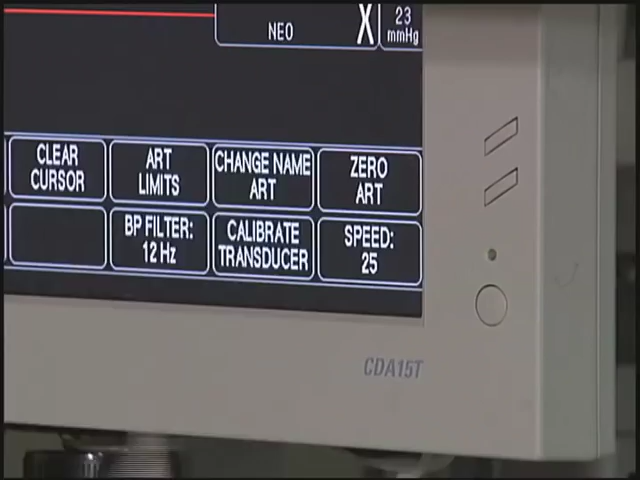 NEO
X
23
mmHg
CLEAR
CURSOR
ART
LIMITS
CHANGE NAME
ART
ZERO
ART
BP FILTER:
12 Hz
CALIBRATE
TRANSDUCER
SPEED:
25
CDA15T